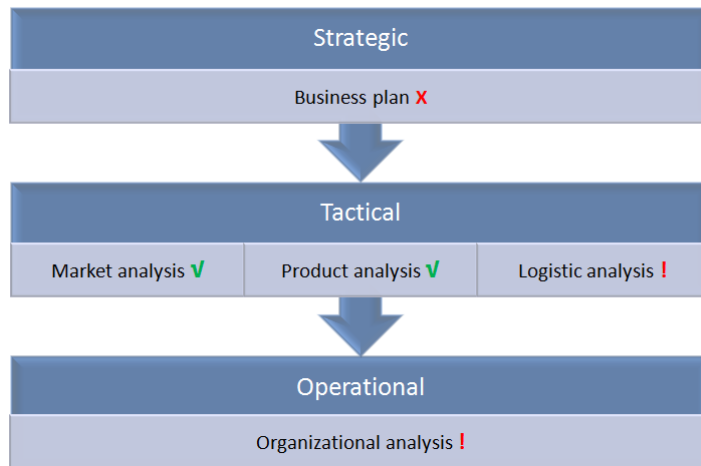 Strategic
Business plan X
Tactical
Market analysis √
Product analysis √
Logistic analysis !
Operational
Organizational analysis !